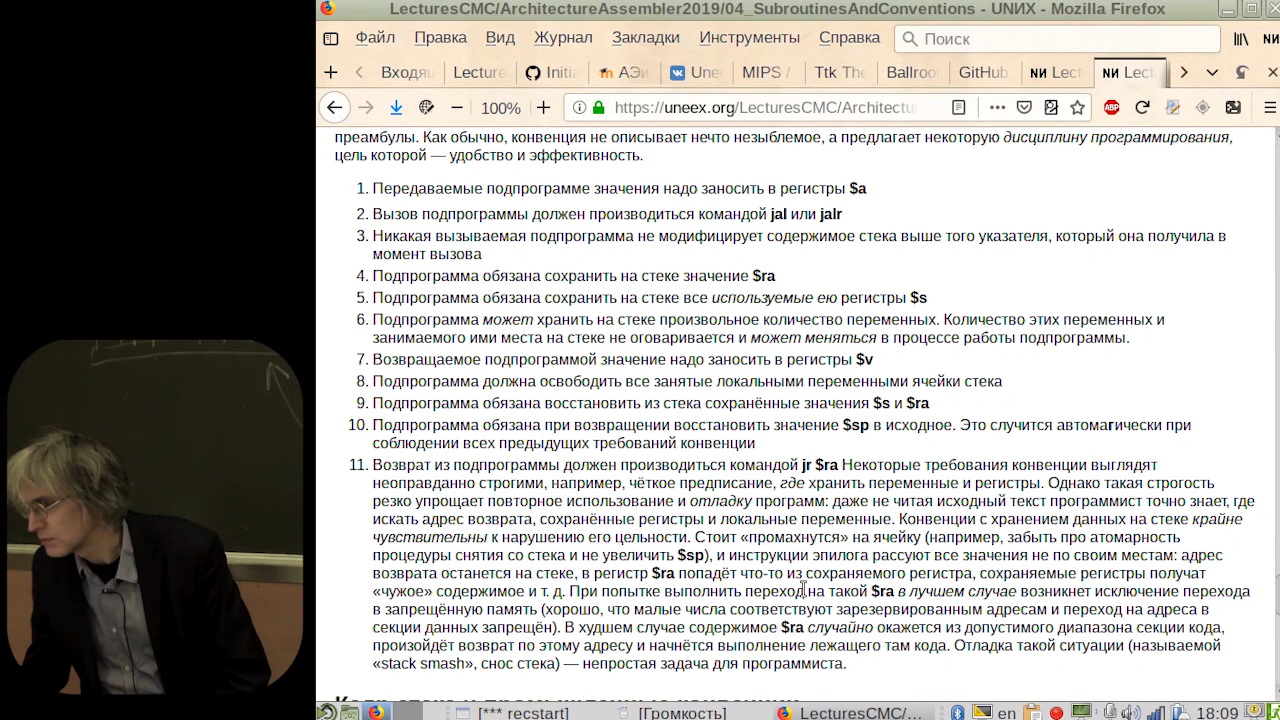 LecturesCMC/ArchitectureAssembler2019/04_SubroutinesAndConventions - UNИX - Mozilla Firefox
Файл Правка Вид Журнал Закладки Инструменты Справка Поиск
Входящ Lecture Initia АЭи Unee MIPS / Ttk The Ballroo GitHub Lect Lect
100% https://uneex.org/LecturesCMC/Architectu
преамбулы. Как обычно, конвенция не описывает нечто незыблемое, а предлагает некоторую дисциплину программирования,
цель которой — удобство и эффективность.
1. Передаваемые подпрограмме значения надо заносить в регистры $a
2. Вызов подпрограммы должен производиться командой jal или jalr
3. Никакая вызываемая подпрограмма не модифицирует содержимое стека выше того указателя, который она получила в
момент вызова
4. Подпрограмма обязана сохранить на стеке значение $ra
5. Подпрограмма обязана сохранить на стеке все используемые ею регистры $s
6. Подпрограмма может хранить на стеке произвольное количество переменных. Количество этих переменных и
занимаемого ими места на стеке не оговаривается и может меняться в процессе работы подпрограммы.
7. Возвращаемое подпрограммой значение надо заносить в регистры $v
8. Подпрограмма должна освободить все занятые локальными переменными ячейки стека
9. Подпрограмма обязана восстановить из стека сохранённые значения $s и $ra
10. Подпрограмма обязана при возвращении восстановить значение $sp в исходное. Это случится автомагически при
соблюдении всех предыдущих требований конвенции
11. Возврат из подпрограммы должен производиться командой jr $ra Некоторые требования конвенции выглядят
неоправданно строгими, например, чёткое предписание, где хранить переменные и регистры. Однако такая строгость
резко упрощает повторное использование и отладку программ: даже не читая исходный текст программист точно знает, где
искать адрес возврата, сохранённые регистры и локальные переменные. Конвенции с хранением данных на стеке крайне
чувствительны к нарушению его цельности. Стоит «промахнутся» на ячейку (например, забыть про атомарность
процедуры снятия со стека и не увеличить $sp), и инструкции эпилога рассуют все значения не по своим местам: адрес
возврата останется на стеке, в регистр $ra попадёт что-то из сохраняемого регистра, сохраняемые регистры получат
«чужое» содержимое и т. д. При попытке выполнить переход на такой $ra в лучшем случае возникнет исключение перехода
в запрещённую память (хорошо, что малые числа соответствуют зарезервированным адресам и переход на адреса в
секции данных запрещён). В худшем случае содержимое $ra случайно окажется из допустимого диапазона секции кода,
произойдёт возврат по этому адресу и начнётся выполнение лежащего там кода. Отладка такой ситуации (называемой
«stack smash», снос стека) — непростая задача для программиста.
[*** recstart] [Громкость] LecturesCMC/... en 18:09